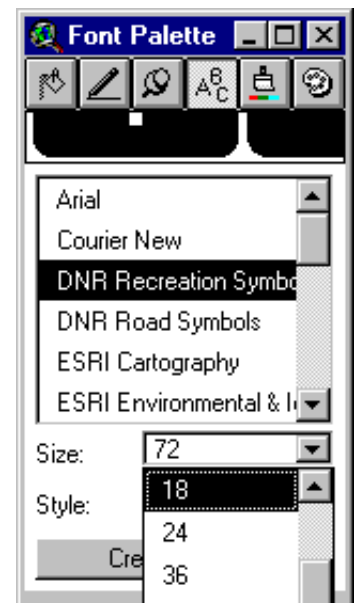 Font Palette
A B C
Arial
Courier New
DNR Recreation Symbo
DNR Road Symbols
ESRI Cartography
ESRI Environmental & I
Size: 72
18
Style:
24
Cre
36